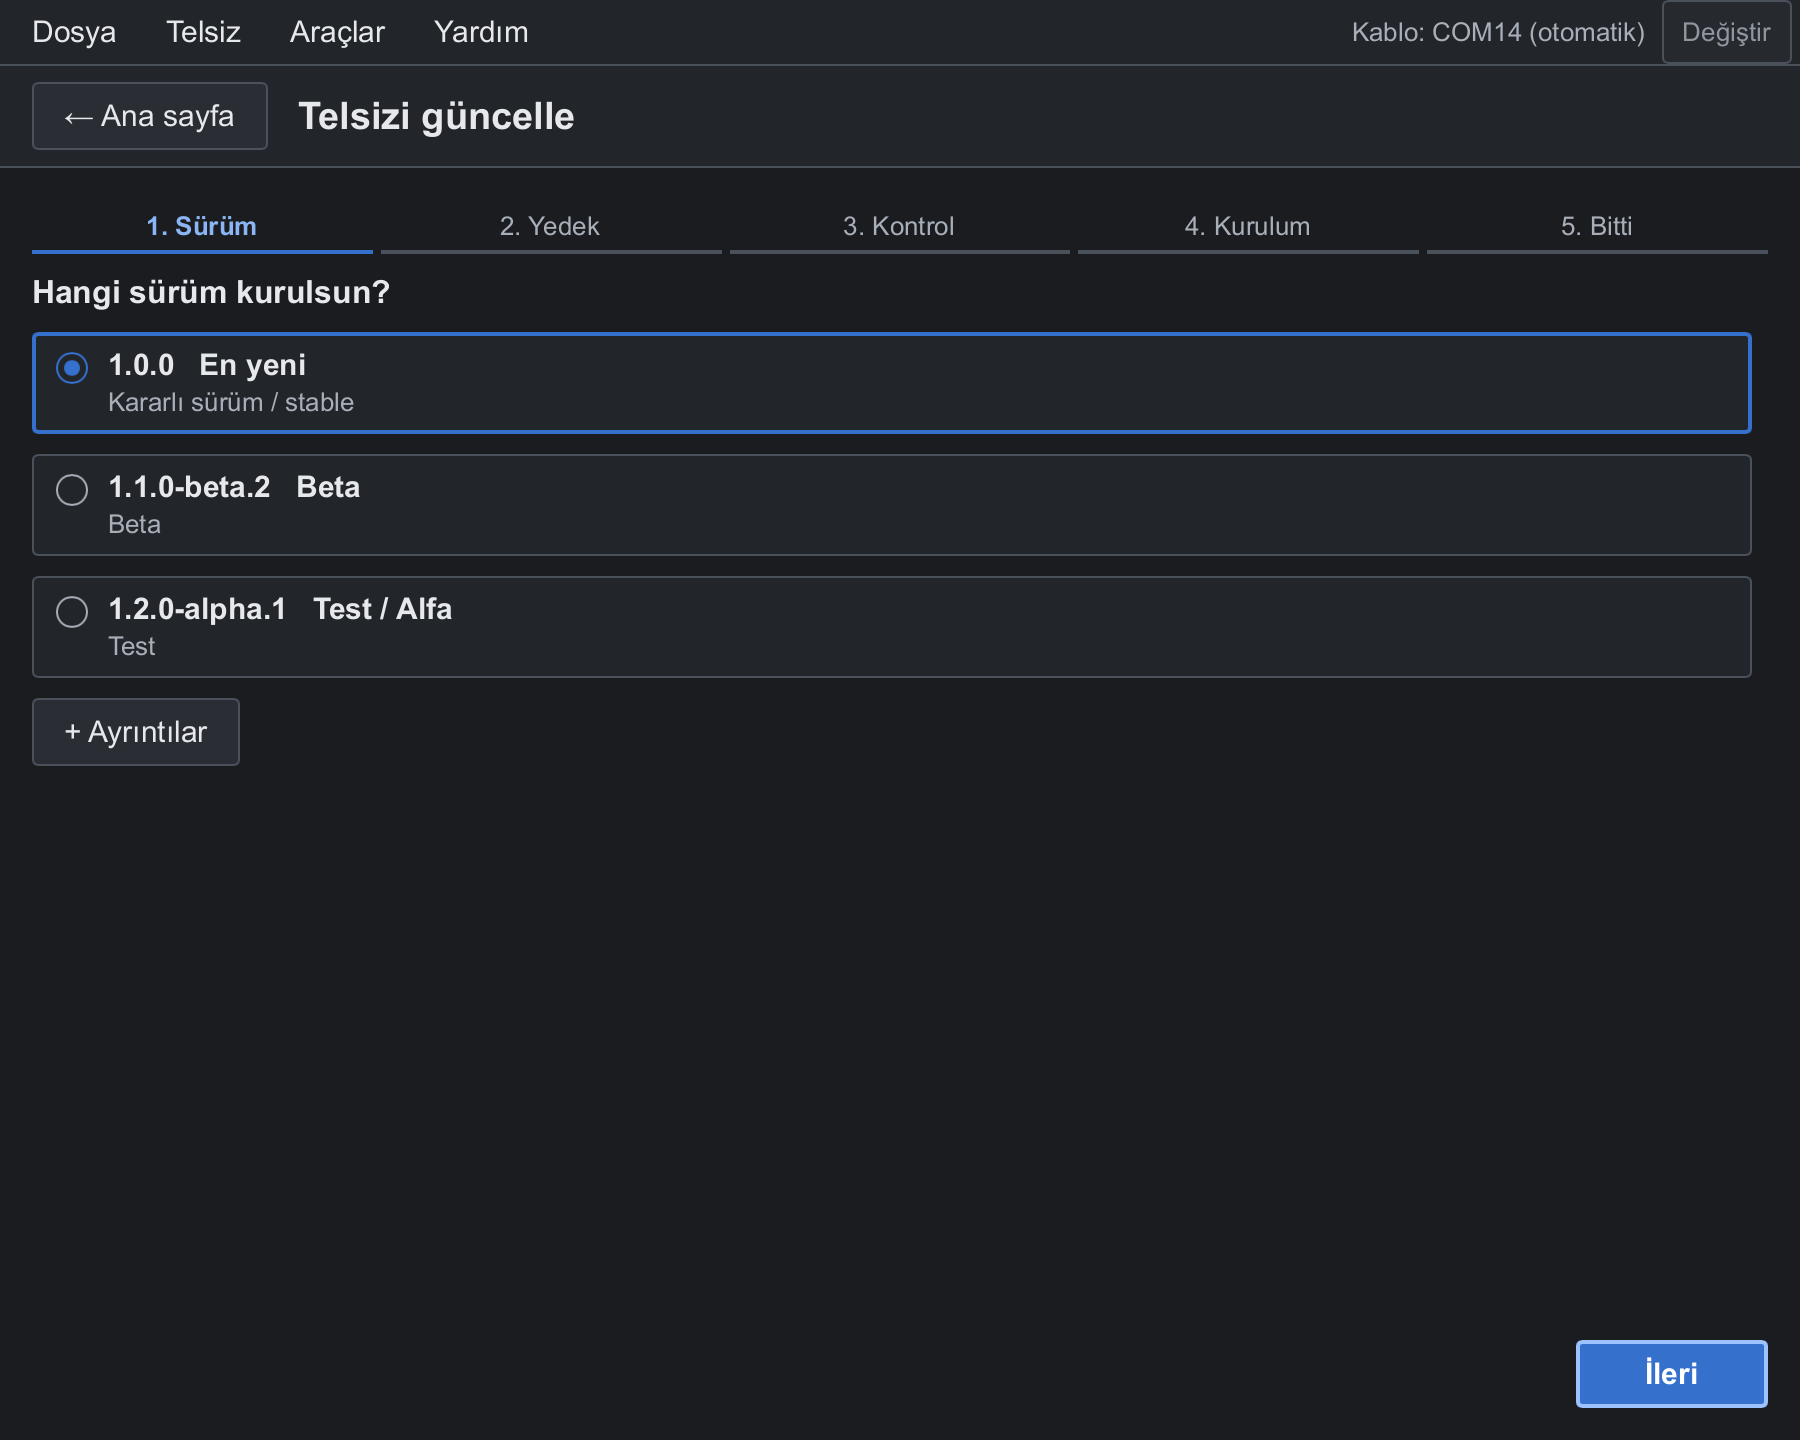 Dosya Telsiz Araçlar Yardım Kablo: COM14 (otomatik) Değiştir
← Ana sayfa Telsizi güncelle
1. Sürüm 2. Yedek 3. Kontrol 4. Kurulum 5. Bitti
Hangi sürüm kurulsun?
1.0.0 En yeni
Kararlı sürüm / stable
1.1.0-beta.2 Beta
Beta
1.2.0-alpha.1 Test / Alfa
Test
+ Ayrıntılar
İleri